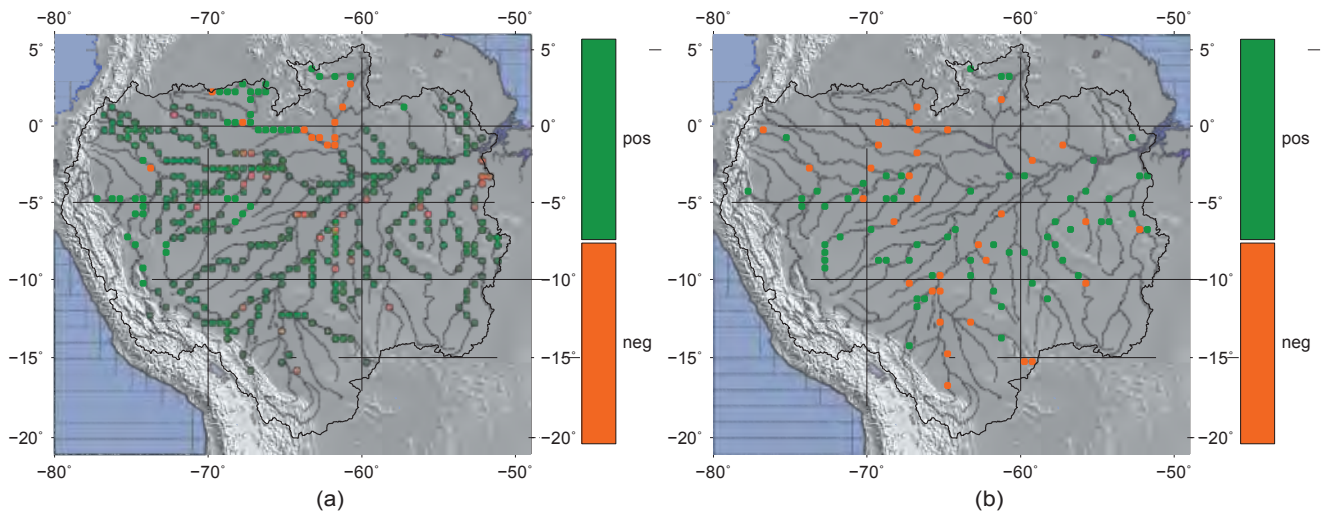 −80 −70 −60 −50 −80 −70 −60 −50
5° 5° 5° 5°
0° 0° 0° 0°
pos pos
−5° −5° −5° −5°
−10° −10° −10° −10°
neg neg
−15° −15° −15° −15°
−20° −20° −20° −20°
−80 −70 −60 −50 −80 −70 −60 −50
(a) (b)